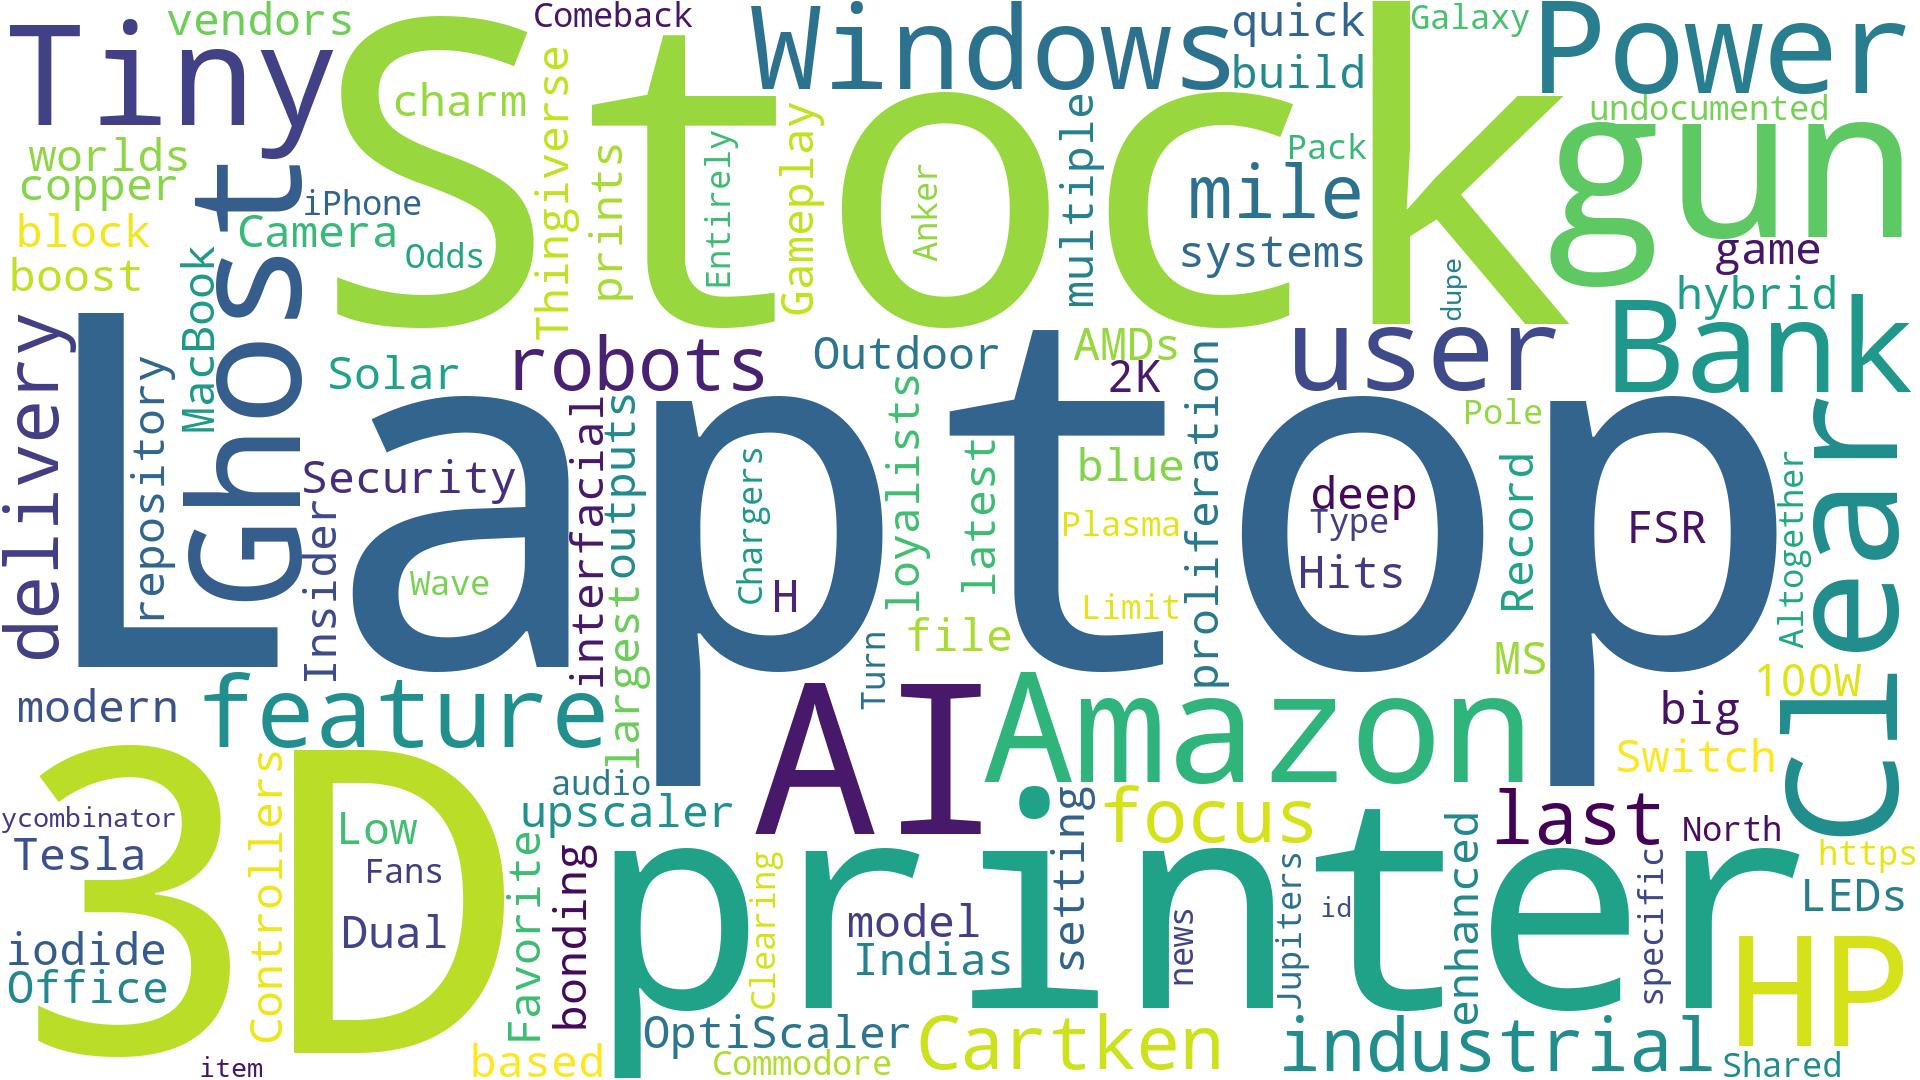 Tiny
vendors
Stock
Comeback
Windows
quick
build
Galaxy
Power
charm
Thingiverse
prints
Entirely
Gameplay
Anker
multiple
Pack
mile
systems
undocumented
gun
worlds
copper
block
boost
Ghost
iPhone
Camera
Odds
MacBook
dupe
game
hybrid
Bank
delivery
Laptop
repository
Solar
robots
Outdoor
AMDs
2K
user
Pole
Security
Insider
interfacial
outputs
largest
Chargers
H
Wave
loyalists
latest
blue
Plasma
Limit
proliferation
deep
Type
Hits
Record
FSR
Altogether
Clear
file
Turn
MS
100W
modern
feature
AI
Amazon
big
Switch
3D
Controllers
audio
upscaler
focus
setting
last
North
https
ycombinator
Tesla
Low
Fans
Dual
Favorite
bonding
printer
Clearing
model
Indias
news
Jupiters
id
enhanced
specific
LEDs
iodide
Office
HP
OptiScaler
Cartken
industrial
item
based
Commodore
Shared